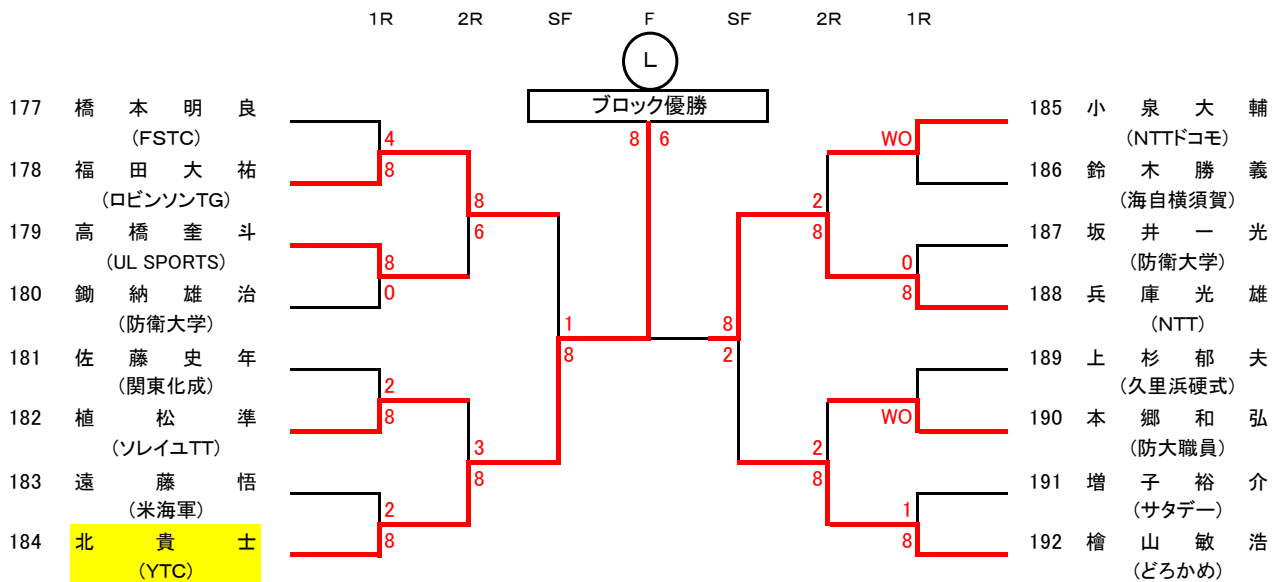 1R 2R SF F SF 2R 1R
L
ブロック優勝
177 橋本明良
(FSTC)
178 福田大祐
(ロビンソンTG)
179 高橋奎斗
(UL SPORTS)
180 鋤納雄治
(防衛大学)
181 佐藤史年
(関東化成)
182 植松準
(ソレイユTT)
183 遠藤悟
(米海軍)
184 北貴士
(YTC)
4
8
8
0
2
8
2
8
8
6
3
8
1
8
8 6
8
2
2
8
2
8
WO
0
8
WO
1
8
185 小泉大輔
(NTTドコモ)
186 鈴木勝義
(海自横須賀)
187 坂井一光
(防衛大学)
188 兵庫光雄
(NTT)
189 上杉郁夫
(久里浜硬式)
190 本郷和弘
(防大職員)
191 増子裕介
(サタデー)
192 檜山敏浩
(どろかめ)